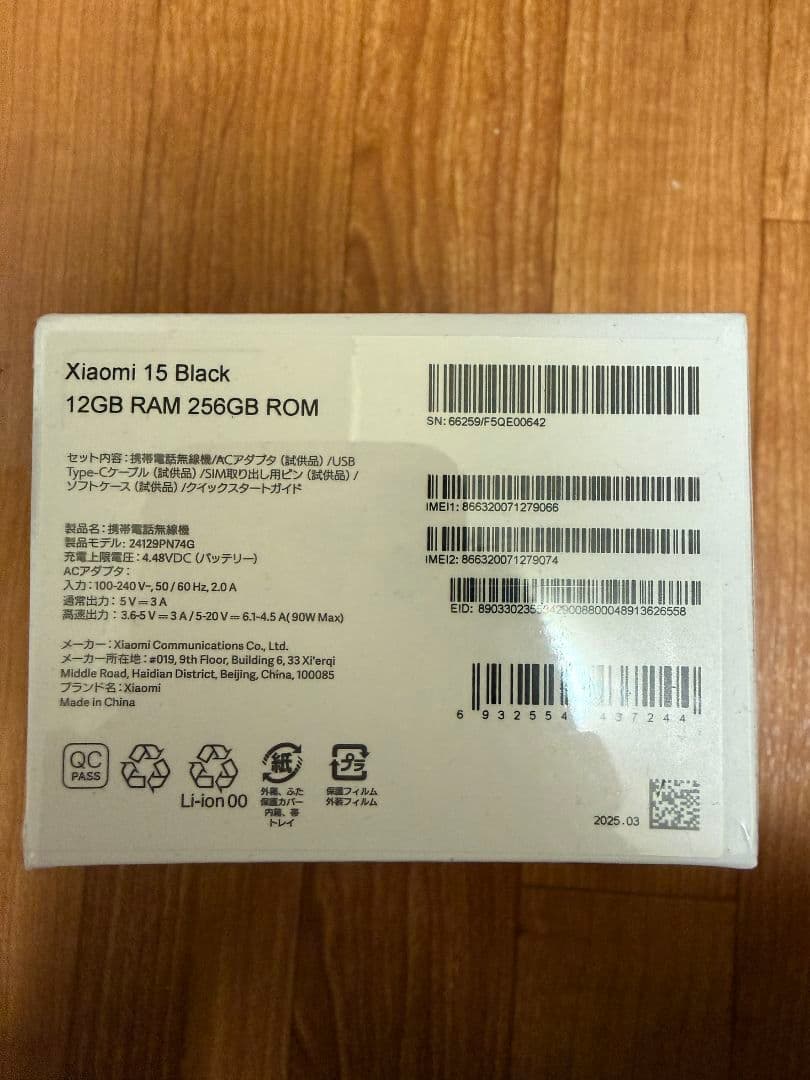 Xiaomi 15 Black
12GB RAM 256GB ROM
セット内容：携帯電話無線機/ACアダプタ（試供品）/USB
Type-Cケーブル（試供品）/SIM取り出し用ピン（試供品）/
ソフトケース（試供品）/クイックスタートガイド
製品名：携帯電話無線機
製品モデル: 24129PN74G
充電上限電圧：4.48VDC（バッテリー）
ACアダプタ：
入力：100-240 V~, 50 / 60 Hz, 2.0 A
通常出力： 5 V ⎓ 3 A
高速出力： 3.6-5 V ⎓ 3 A / 5-20 V ⎓ 6.1-4.5 A ( 90W Max)
メーカー：Xiaomi Communications Co., Ltd.
メーカー所在地：#019, 9th Floor, Building 6, 33 Xi'erqi
Middle Road, Haidian District, Beijing, China, 100085
ブランド名：Xiaomi
Made in China
QC
PASS
Li-ion 00
紙
外箱、ふた
保護カバー
内箱、帯
トレイ
プラ
保護フィルム
外装フィルム
SN: 66259/F5QE00642
IMEI1: 866320071279066
IMEI2: 866320071279074
EID:
6 932554 437244
2025.03